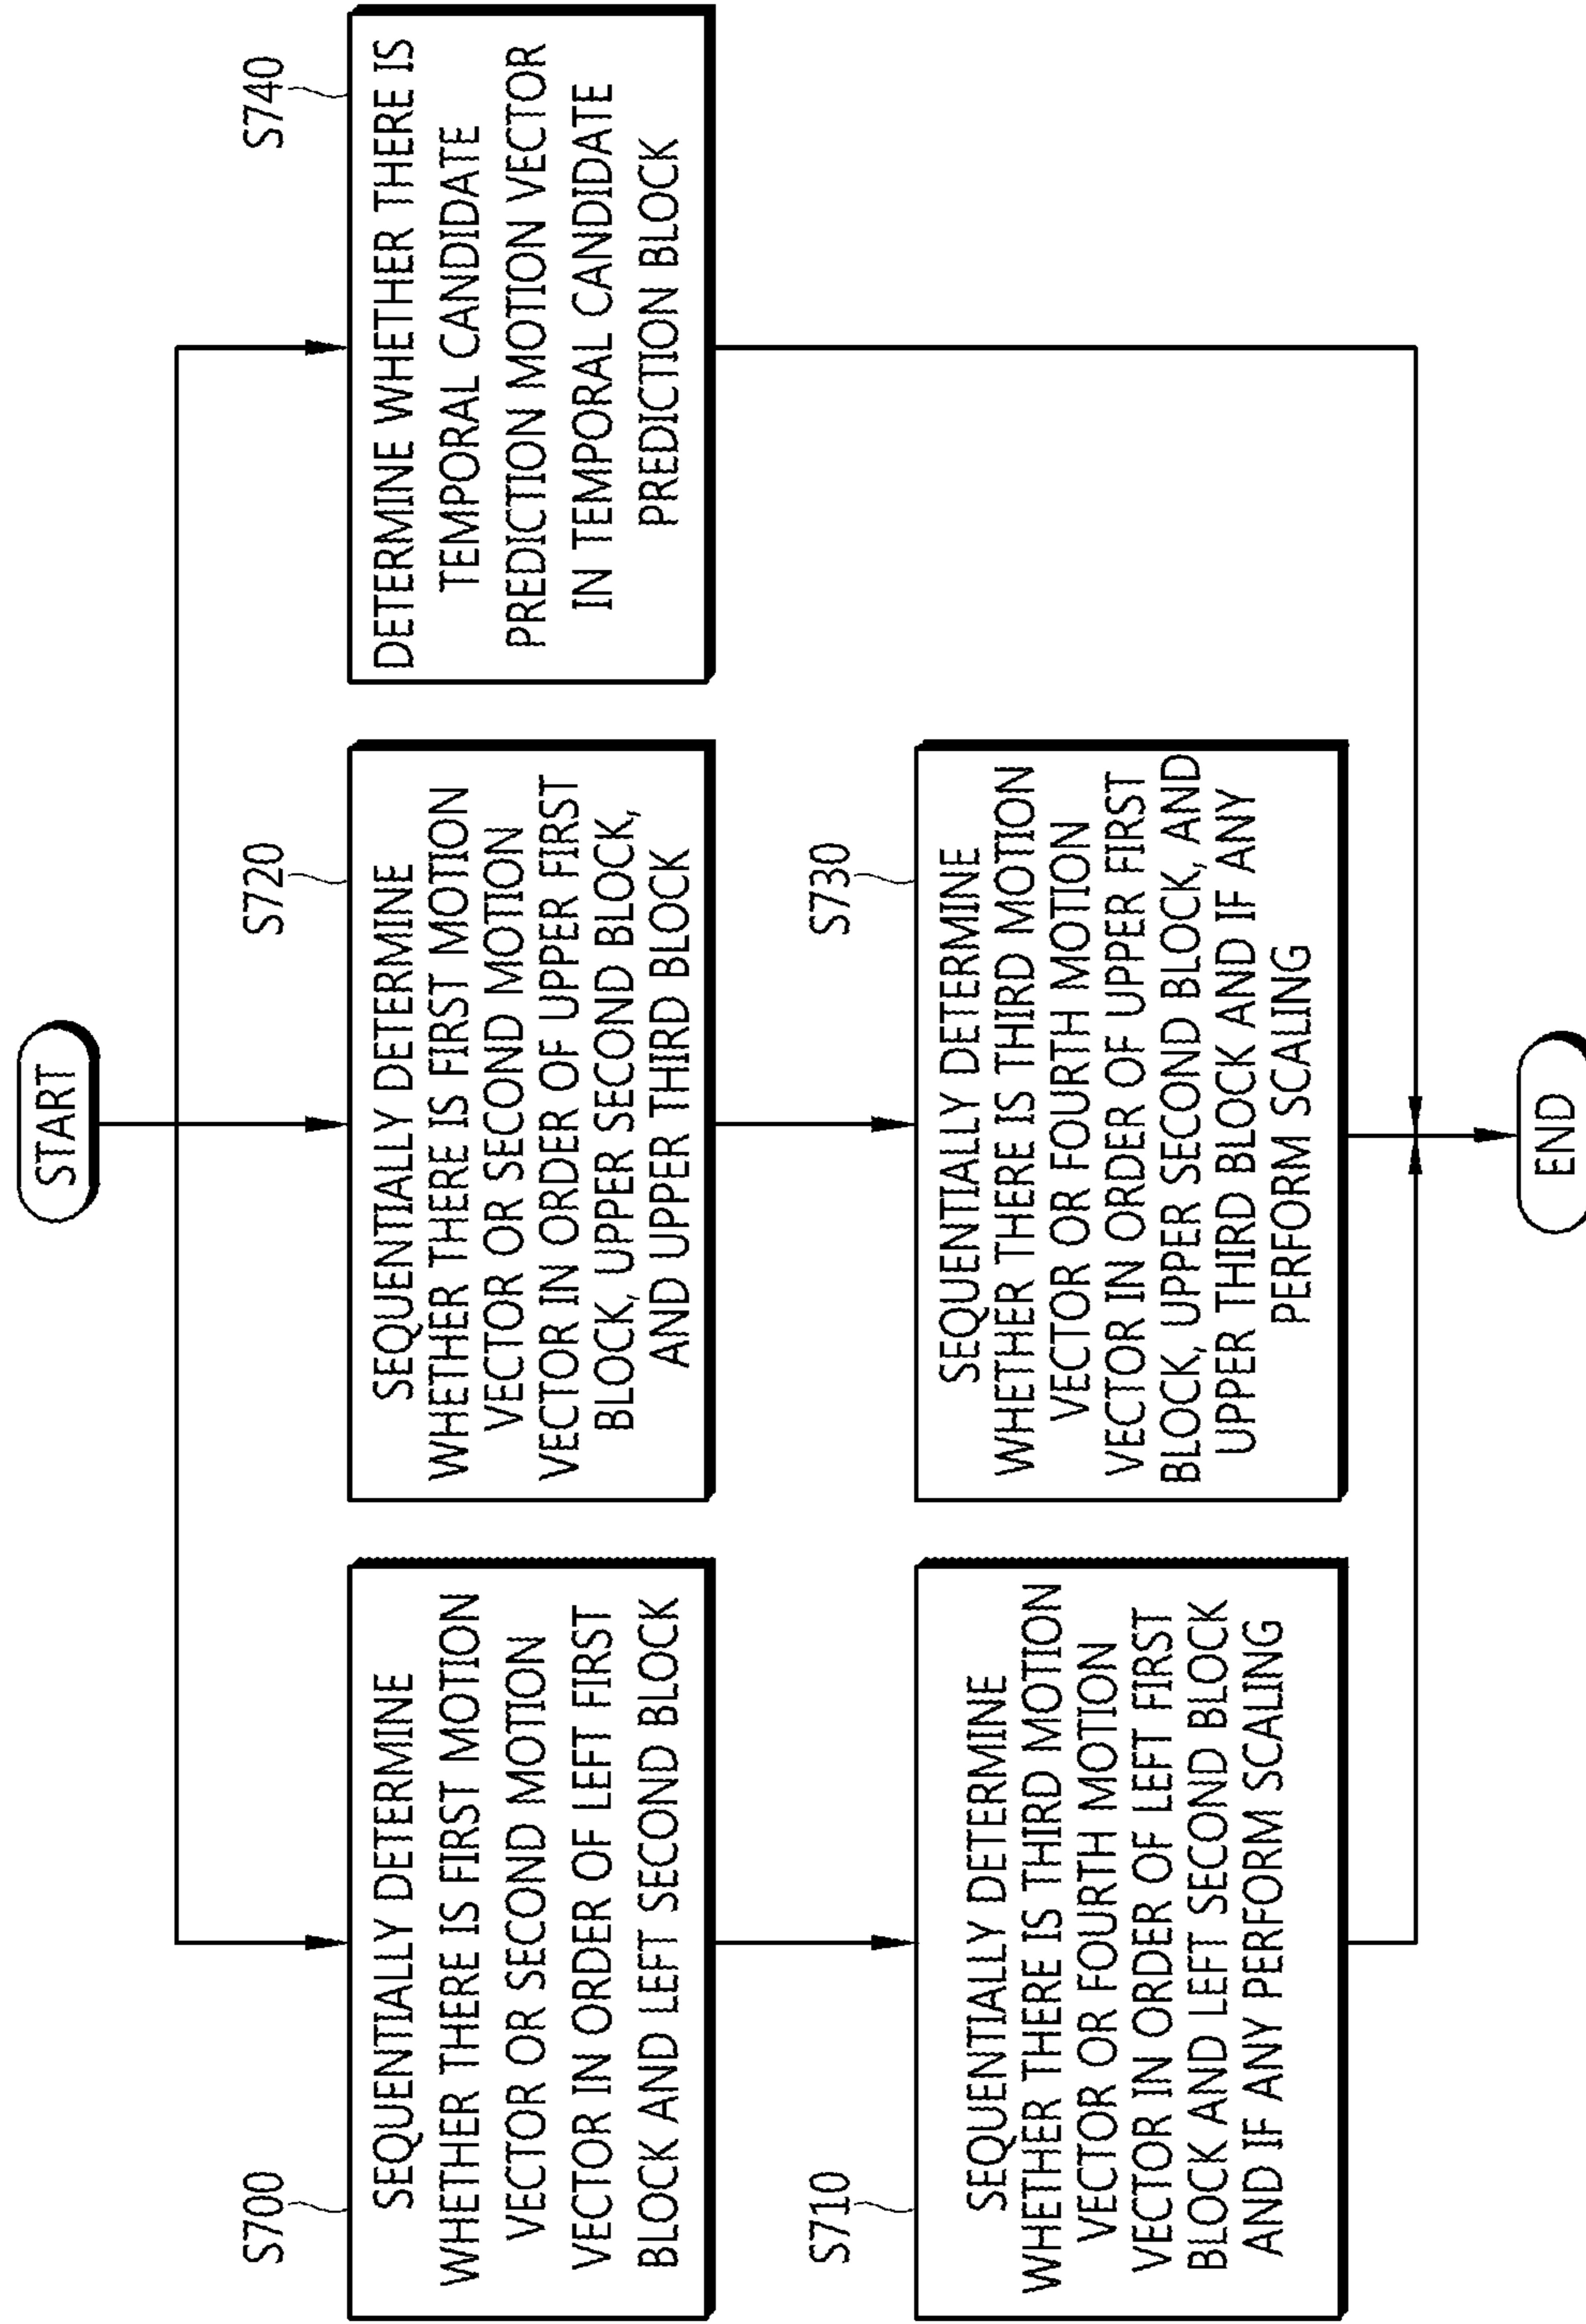 START
S700
SEQUENTIALLY DETERMINE
WHETHER THERE IS FIRST MOTION
VECTOR OR SECOND MOTION
VECTOR IN ORDER OF LEFT FIRST
BLOCK AND LEFT SECOND BLOCK
S720
SEQUENTIALLY DETERMINE
WHETHER THERE IS FIRST MOTION
VECTOR OR SECOND MOTION
VECTOR IN ORDER OF UPPER FIRST
BLOCK, UPPER SECOND BLOCK,
AND UPPER THIRD BLOCK
S740
DETERMINE WHETHER THERE IS
TEMPORAL CANDIDATE
PREDICTION MOTION VECTOR
IN TEMPORAL CANDIDATE
PREDICTION BLOCK
S710
SEQUENTIALLY DETERMINE
WHETHER THERE IS THIRD MOTION
VECTOR OR FOURTH MOTION
VECTOR IN ORDER OF LEFT FIRST
BLOCK AND LEFT SECOND BLOCK
AND IF ANY PERFORM SCALING
S730
SEQUENTIALLY DETERMINE
WHETHER THERE IS THIRD MOTION
VECTOR OR FOURTH MOTION
VECTOR IN ORDER OF UPPER FIRST
BLOCK, UPPER SECOND BLOCK, AND
UPPER THIRD BLOCK AND IF ANY
PERFORM SCALING
END